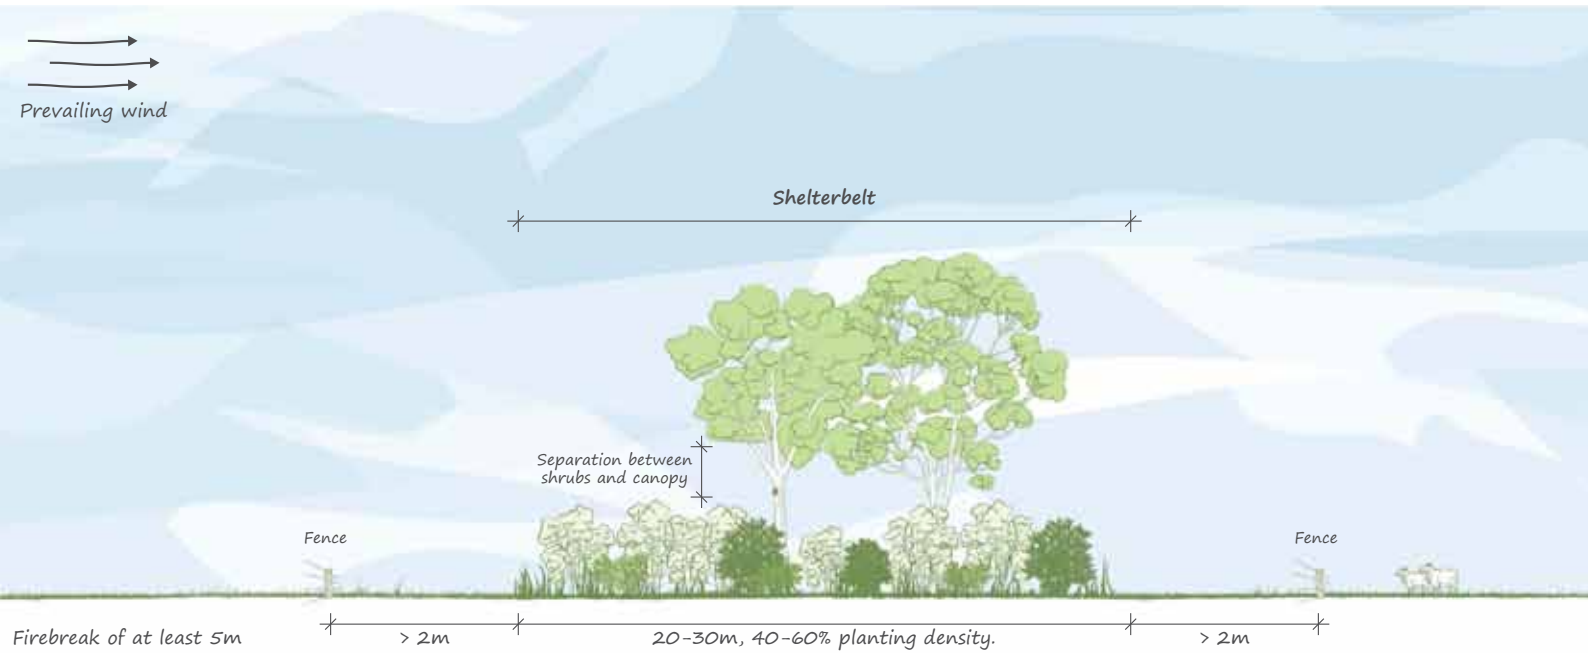 Prevailing wind
Shelterbelt
Separation between
shrubs and canopy
Fence
Fence
Firebreak of at least 5m
> 2m
20-30m, 40-60% planting density.
> 2m